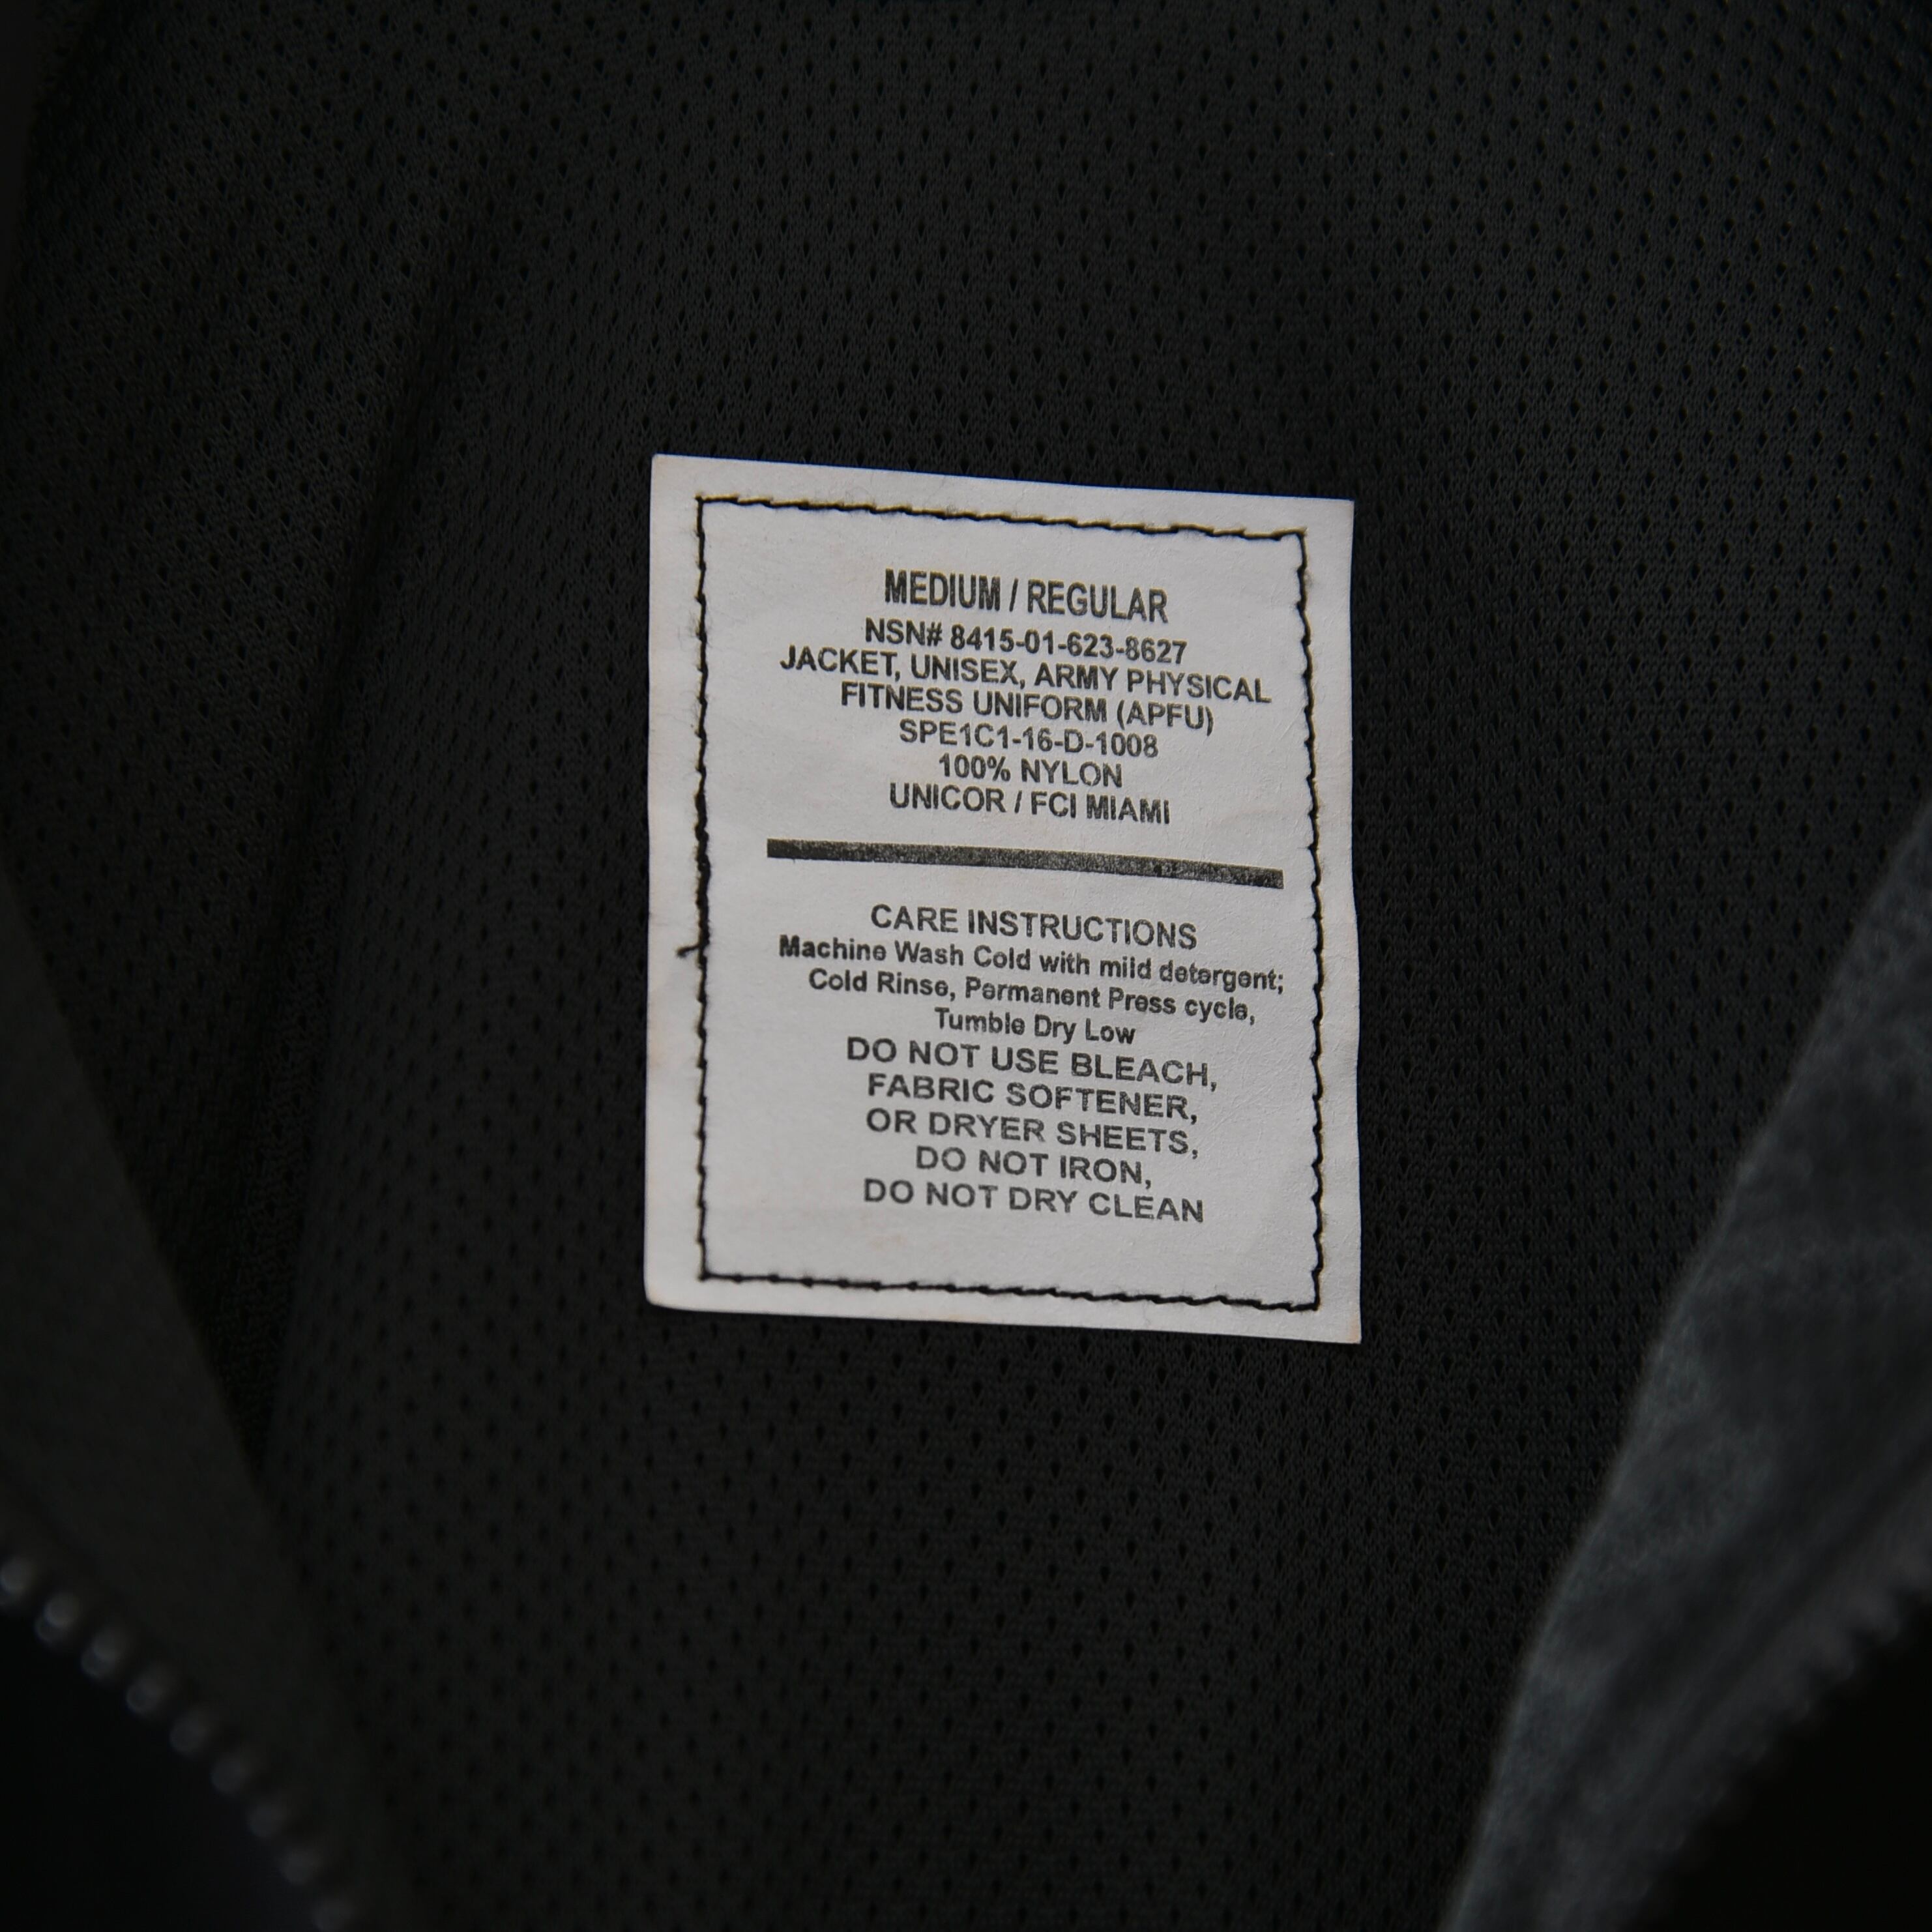 MEDIUM / REGULAR
NSN# 8415-01-623-8627
JACKET, UNISEX, ARMY PHYSICAL
FITNESS UNIFORM (APFU)
SPE1C1-16-D-1008
100% NYLON
UNICOR / FCI MIAMI
CARE INSTRUCTIONS
Machine Wash Cold with mild detergent;
Cold Rinse, Permanent Press cycle,
Tumble Dry Low
DO NOT USE BLEACH,
FABRIC SOFTENER,
OR DRYER SHEETS,
DO NOT IRON,
DO NOT DRY CLEAN